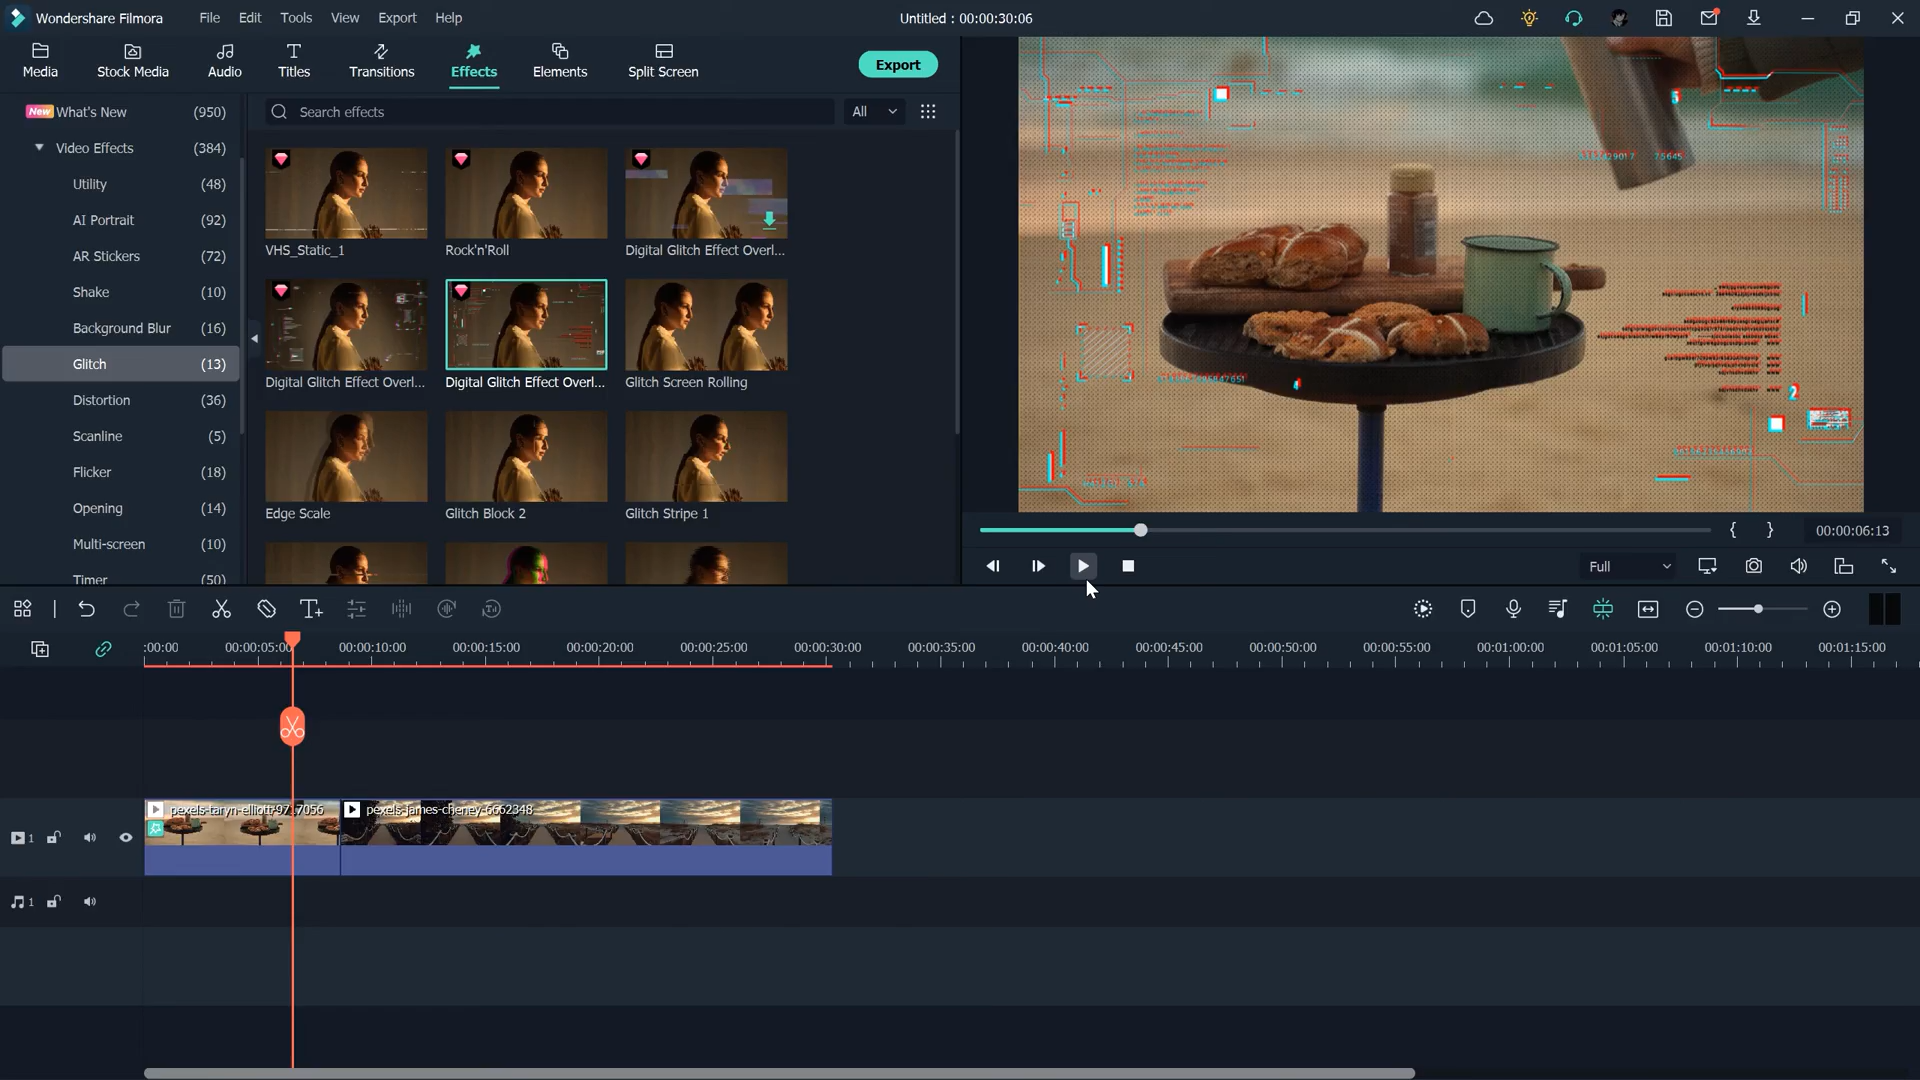 Wondershare Filmora File Edit Tools View Export Help Untitled : 00:00:30:06
Media Stock Media Audio Titles Transitions Effects Elements Split Screen Export
New What's New (950)
Search effects All
Video Effects (384)
Utility (48)
AI Portrait (92)
AR Stickers (72)
Shake (10)
Background Blur (16)
Glitch (13)
Distortion (36)
Scanline (5)
Flicker (18)
Opening (14)
Multi-screen (10)
Timer (50)
VHS_Static_1 Rock'n'Roll Digital Glitch Effect Overl...
Digital Glitch Effect Overl... Digital Glitch Effect Overl... Glitch Screen Rolling
Edge Scale Glitch Block 2 Glitch Stripe 1
5
75645
4
2
{ } 00:00:06:13
Full
:00:00 00:00:05:00 00:00:10:00 00:00:15:00 00:00:20:00 00:00:25:00 00:00:30:00 00:00:35:00 00:00:40:00 00:00:45:00 00:00:50:00 00:00:55:00 00:01:00:00 00:01:05:00 00:01:10:00 00:01:15:00
pexels-james-cheney-6662348
1
1